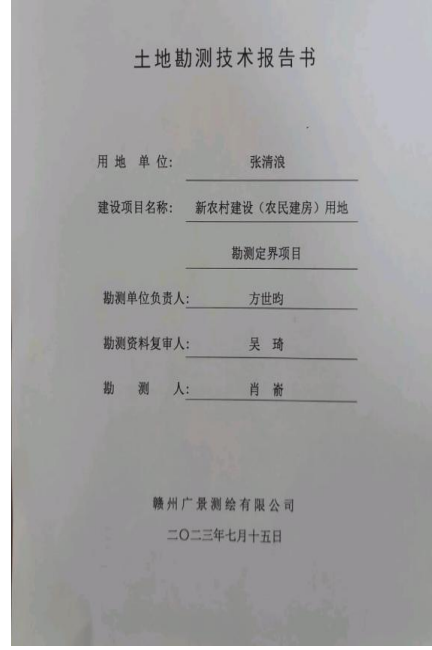 土地勘测技术报告书
用 地 单 位: 张清浪
建设项目名称: 新农村建设（农民建房）用地
勘测定界项目
勘测单位负责人: 方世昀
勘测资料复审人: 吴 琦
勘 测 人: 肖 嵛
赣州广景测绘有限公司
二〇二三年七月十五日